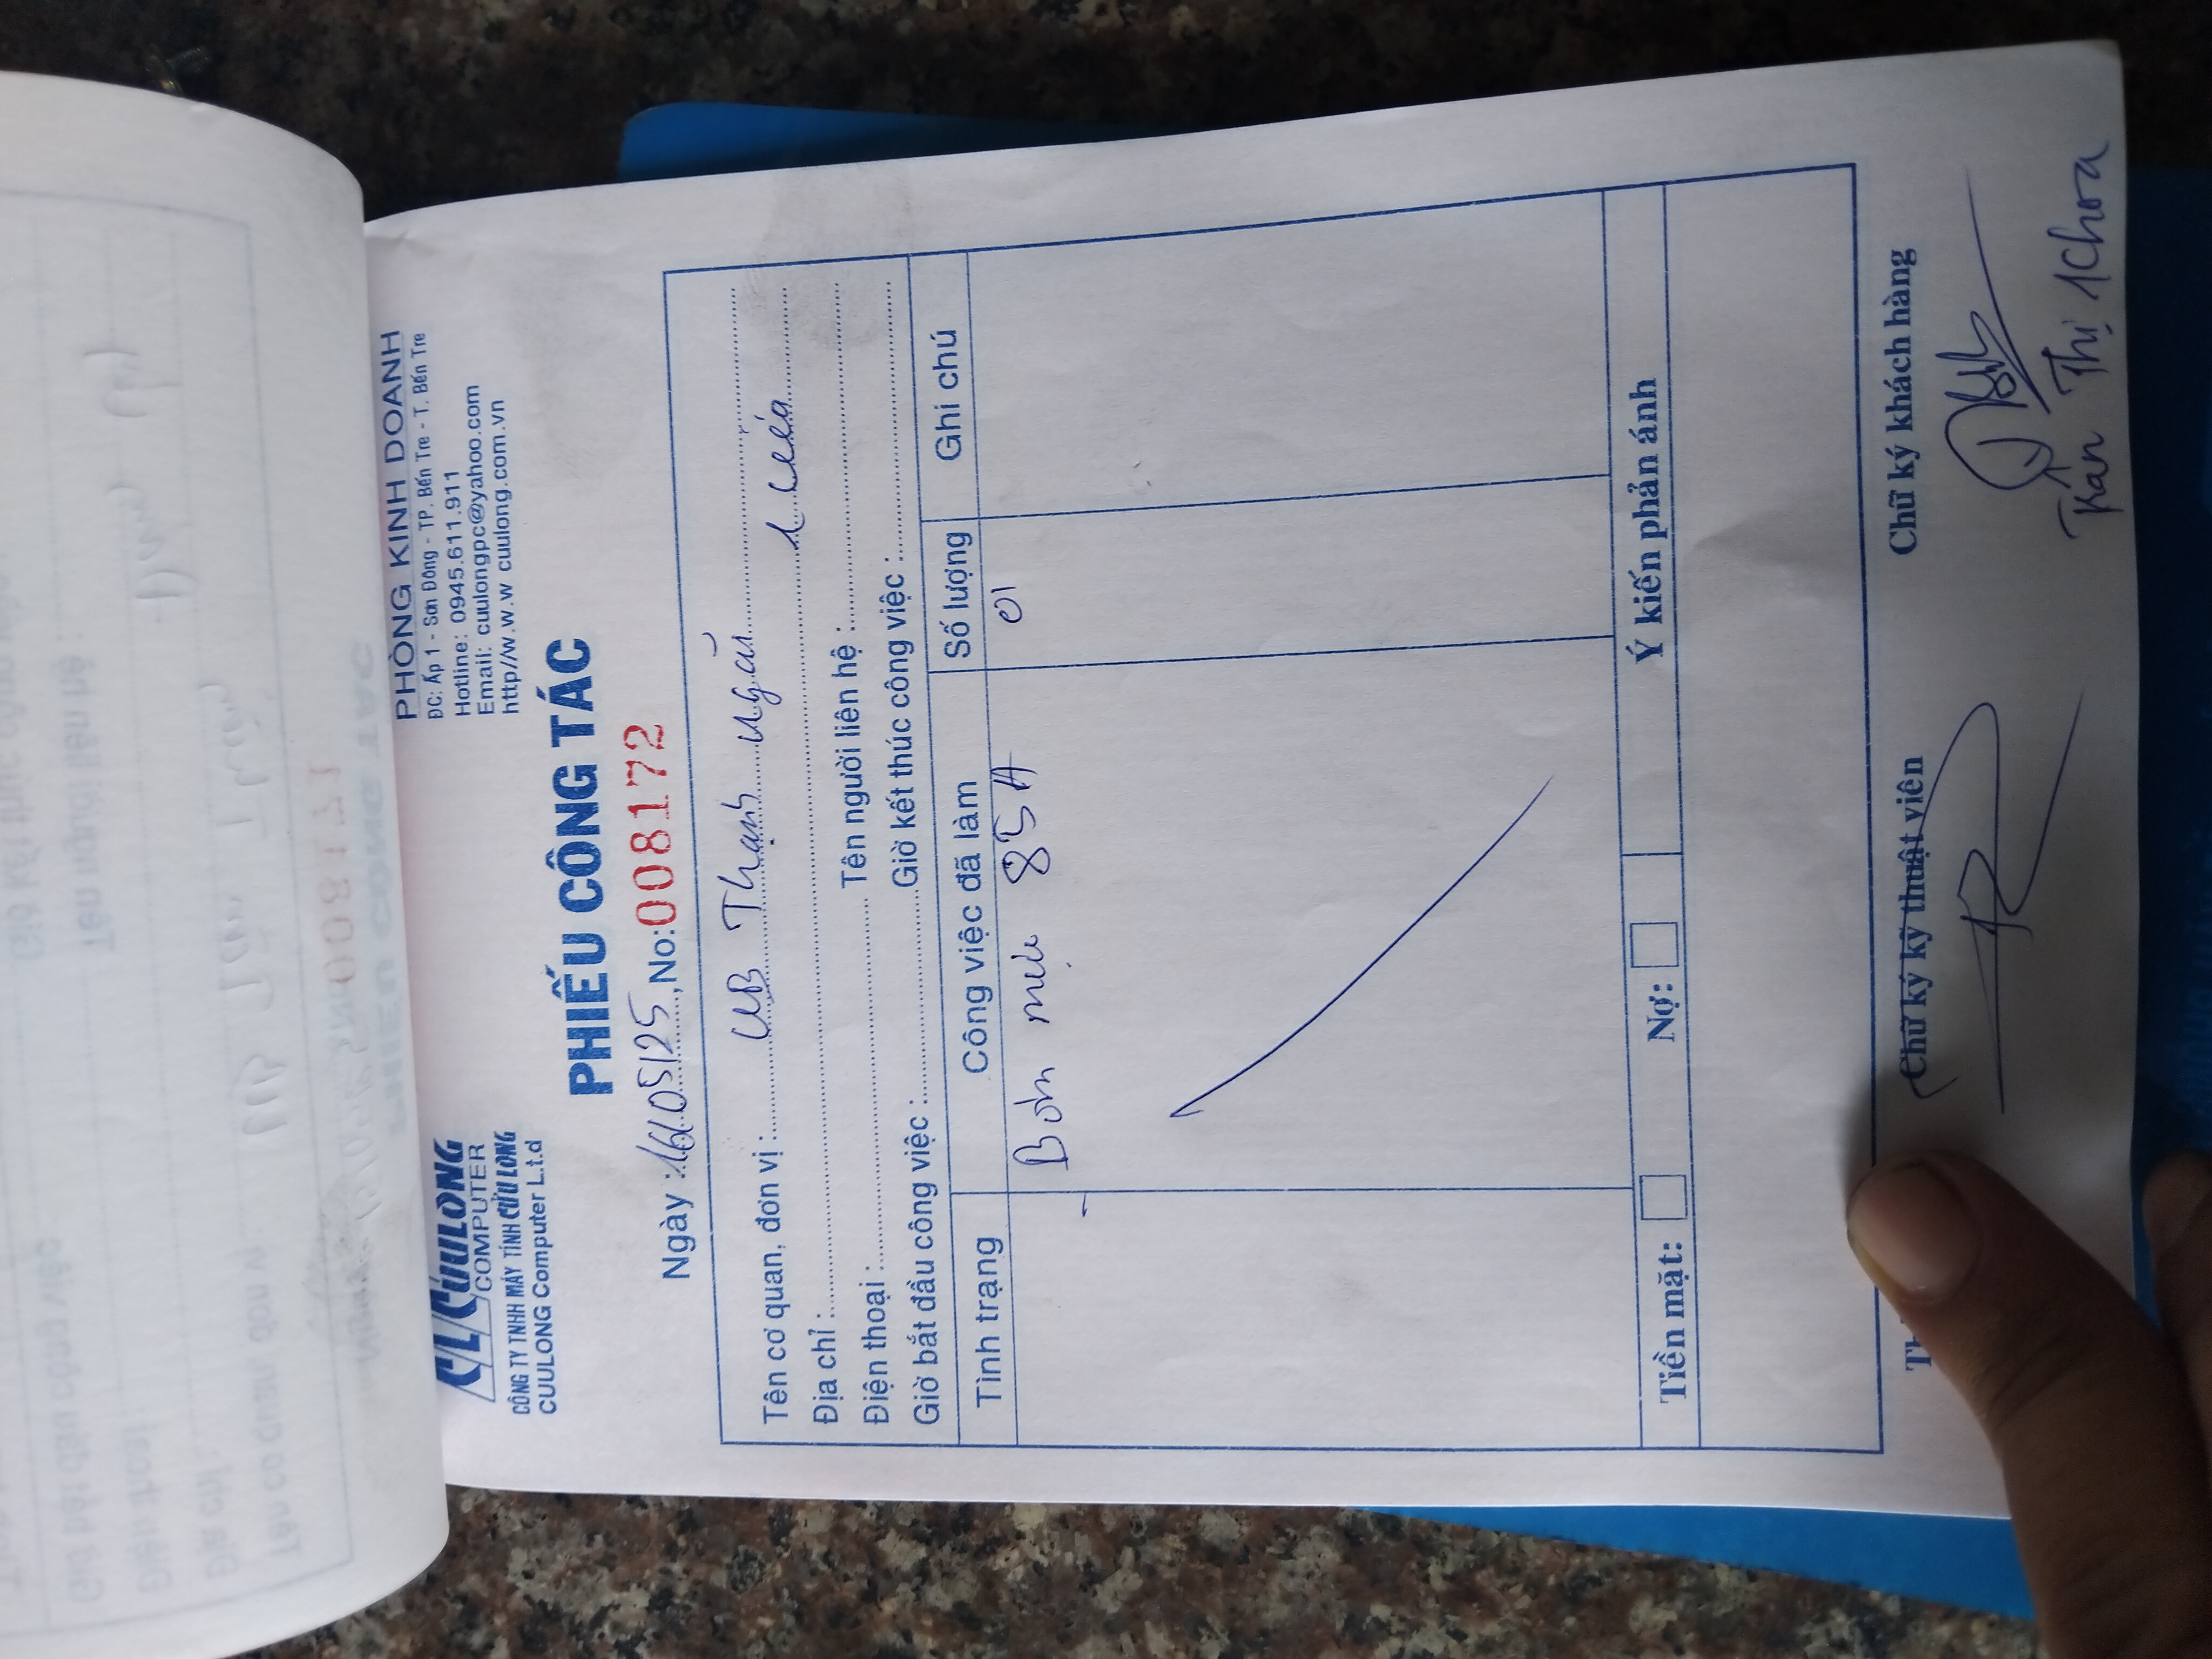 CL CỬULONG
COMPUTER
CÔNG TY TNHH MÁY TÍNH CỬU LONG
CUULONG Computer L.t.d
PHÒNG KINH DOANH
ĐC: Ấp 1 - Sơn Đông - TP. Bến Tre - T. Bến Tre
Hotline: 0945.611.911
Email: cuulongpc@yahoo.com
http//w.w.w cuulong.com.vn
PHIẾU CÔNG TÁC
Ngày: 16/05/25, No: 008172
Tên cơ quan, đơn vị: UB Thạnh Ngãi
Địa chỉ:
Điện thoại: Tên người liên hệ:
Giờ bắt đầu công việc: Giờ kết thúc công việc:
Tình trạng Công việc đã làm Số lượng Ghi chú
- Bơm mực 85A 01
Tiền mặt: Nợ: Ý kiến phản ánh
Chữ ký kỹ thuật viên Chữ ký khách hàng
Trần Thị Khoa